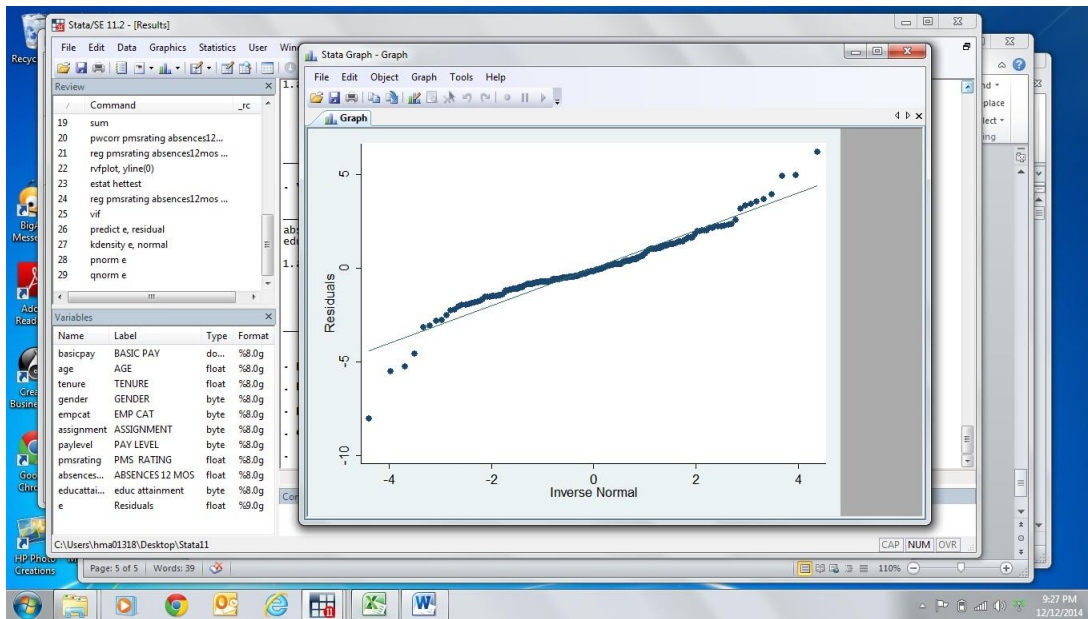 Stata/SE 11.2 - [Results]
File Edit Data Graphics Statistics User
Review
Command _rc
19 sum
20 pwcorr pmsrating absences12...
21 reg pmsrating absences12mos ...
22 rvfplot, yline(0)
23 estat hettest
24 reg pmsrating absences12mos ...
25 vif
26 predict e, residual
27 kdensity e, normal
28 pnorm e
29 qnorm e
Variables
Name Label Type Format
basicpay BASIC PAY do... %8.0g
age AGE float %8.0g
tenure TENURE float %8.0g
gender GENDER byte %8.0g
empcat EMP CAT byte %8.0g
assignment ASSIGNMENT byte %8.0g
paylevel PAY LEVEL byte %8.0g
pmsrating PMS RATING float %8.0g
absences... ABSENCES 12 MOS float %8.0g
educattai... educ attainment byte %8.0g
e Residuals float %9.0g
C:\Users\hma01318\Desktop\Stata11
CAP NUM OVR
Stata Graph - Graph
File Edit Object Graph Tools Help
Graph
Residuals
5
0
-5
-10
-4 -2 0 2 4
Inverse Normal
Page: 5 of 5 Words: 39
110%
HP Photo
Creations
9:27 PM
12/12/2014